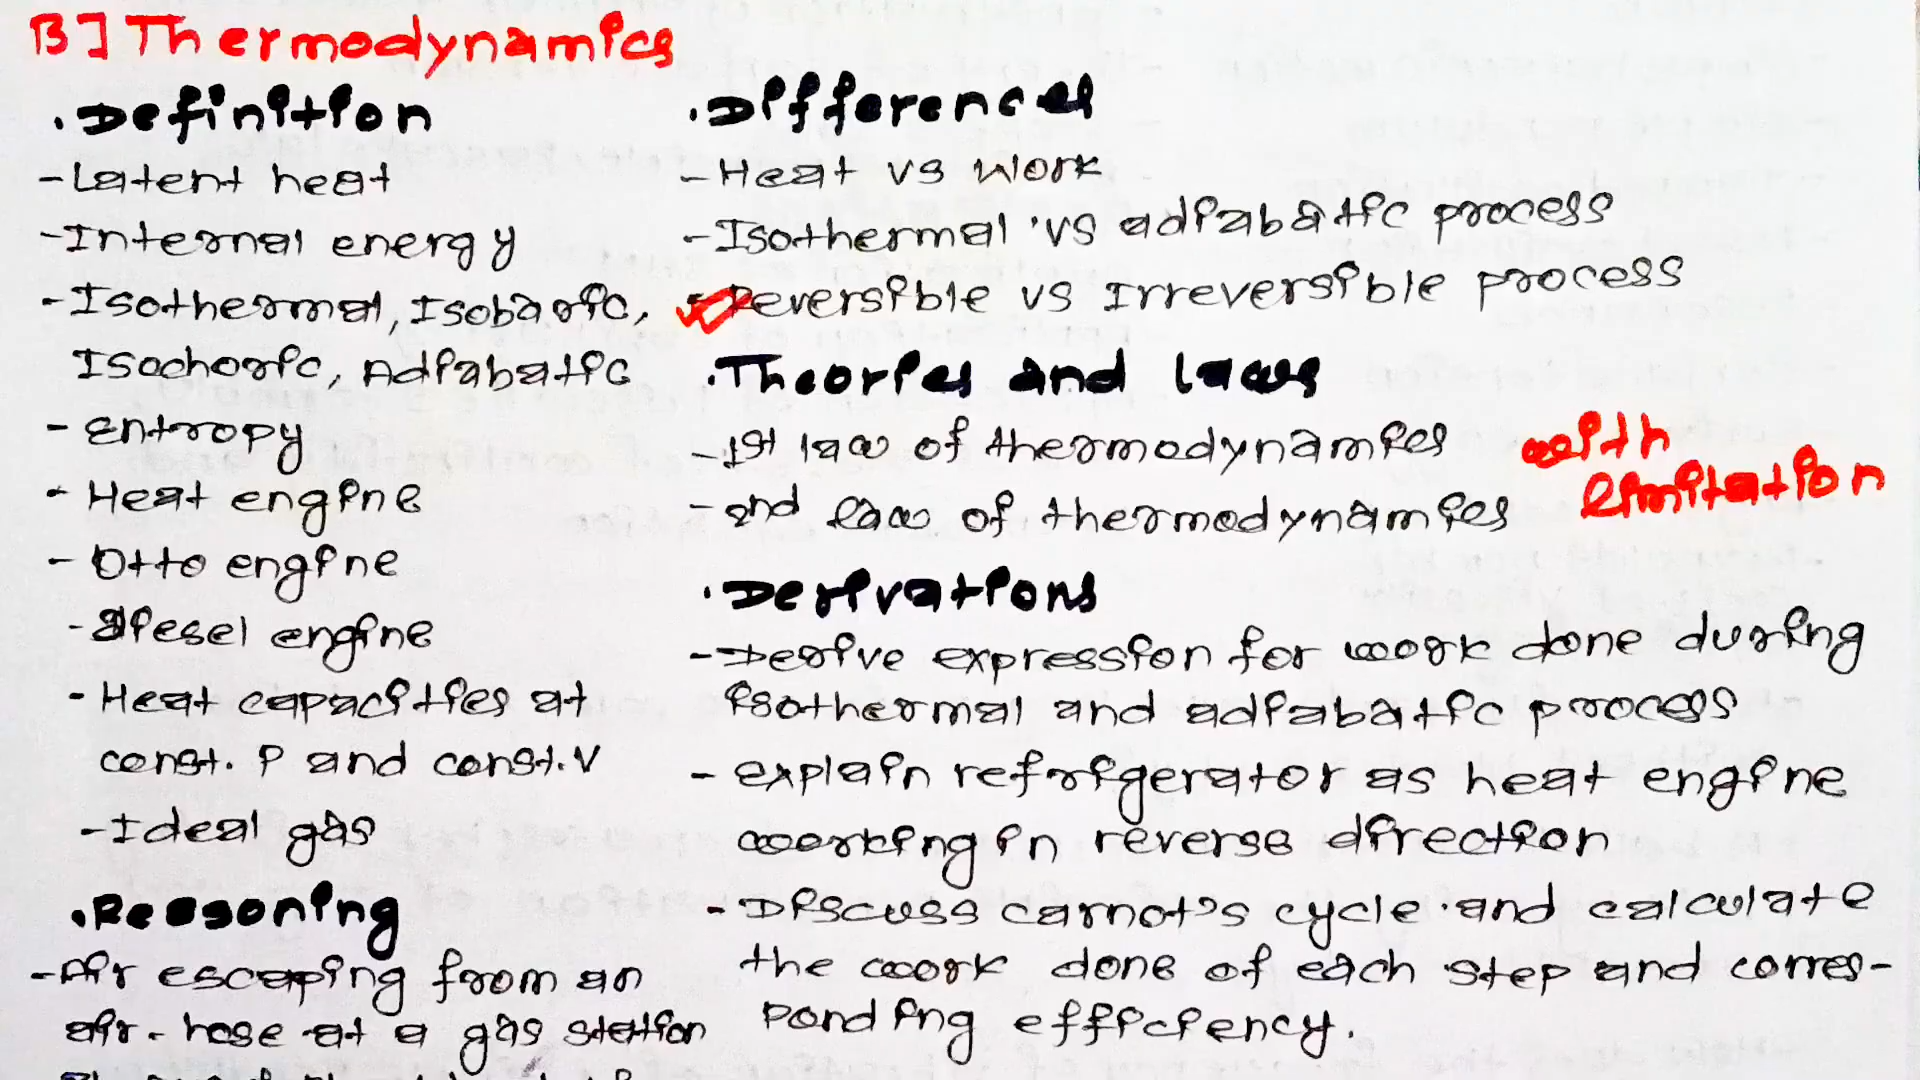 B] Thermodynamics
. Definition
- Latent heat
- Internal energy
- Isothermal, Isobaric,
Isochoric, Adiabatic
- Entropy
- Heat engine
- Otto engine
- Diesel engine
- Heat capacities at
const. P and const. V
- Ideal gas
. Reasoning
- Air escaping from an
air - hose at a gas station
. Differences
- Heat vs Work
- Isothermal vs adiabatic process
- Reversible vs Irreversible process
. Theories and laws
- 1st law of thermodynamics
- 2nd law of thermodynamics
with
limitation
. Derivations
- Derive expression for work done during
isothermal and adiabatic process
- explain refrigerator as heat engine
working in reverse direction
- Discuss carnot's cycle and calculate
the work done of each step and corres-
ponding efficiency.